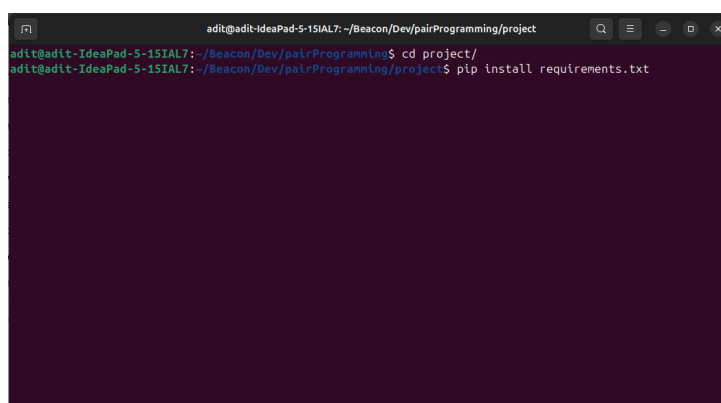 adit@adit-IdeaPad-5-15IAL7: ~/Beacon/Dev/pairProgramming/project
adit@adit-IdeaPad-5-15IAL7:~/Beacon/Dev/pairProgramming$ cd project/
adit@adit-IdeaPad-5-15IAL7:~/Beacon/Dev/pairProgramming/project$ pip install requirements.txt